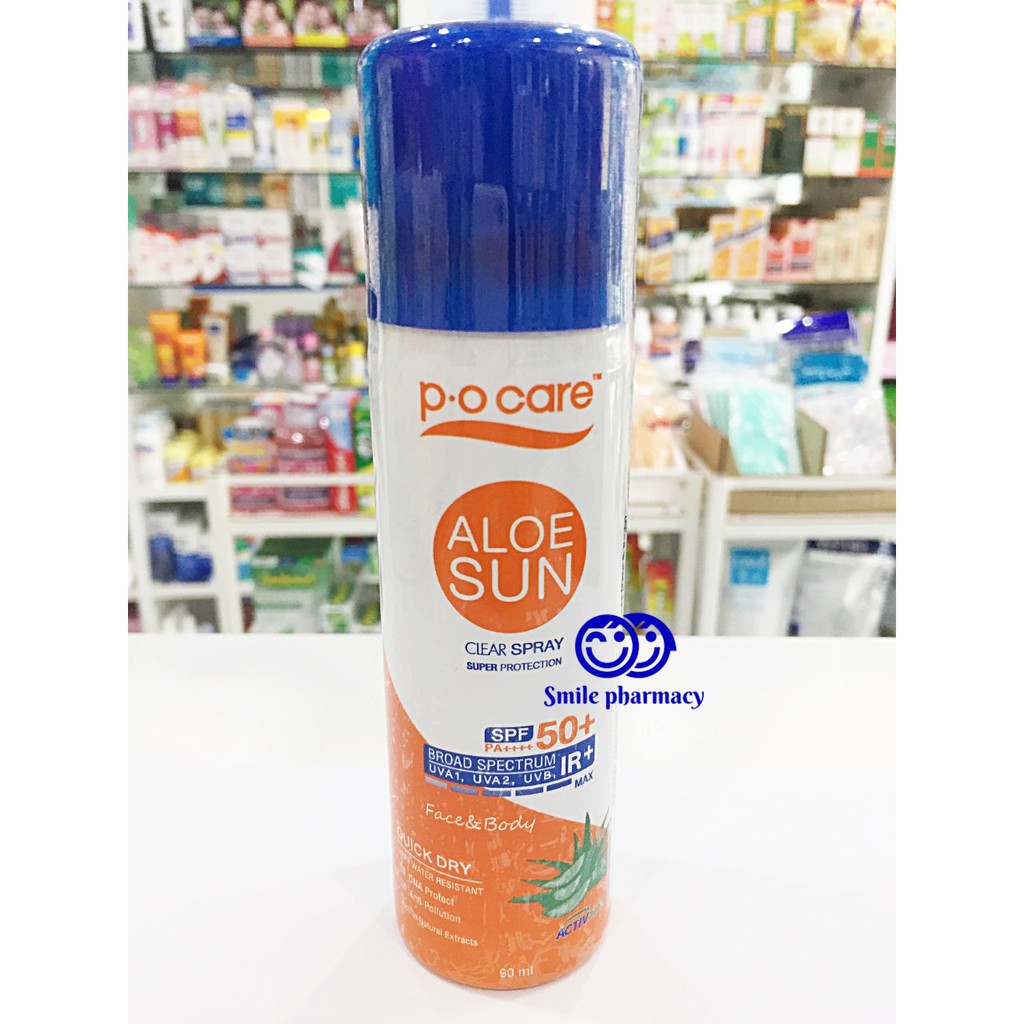 p•o care™
ALOE
SUN
CLEAR SPRAY
SUPER PROTECTION
Smile pharmacy
SPF 50+
PA++++
BROAD SPECTRUM IR+
UVA1, UVA2, UVB
MAX
Face&Body
QUICK DRY
WATER RESISTANT
DNA Protect
Anti-Pollution
Natural Extracts
90 ml